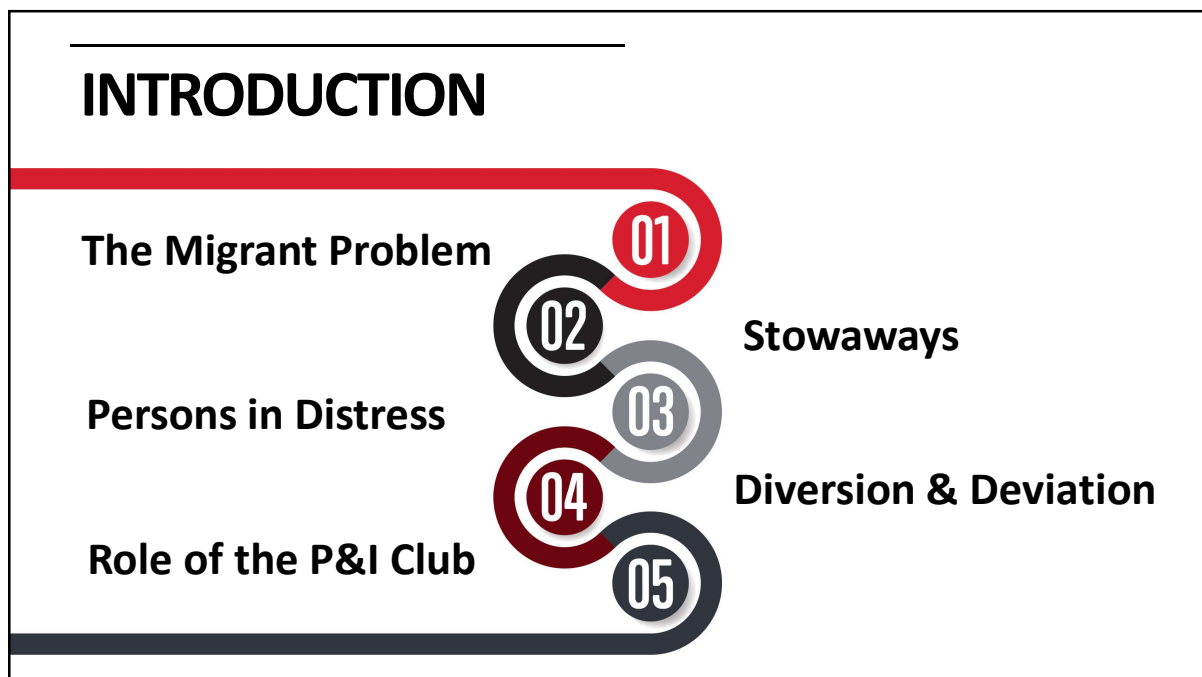 INTRODUCTION
The Migrant Problem
01
02
Stowaways
Persons in Distress
03
04
Diversion & Deviation
Role of the P&I Club
05